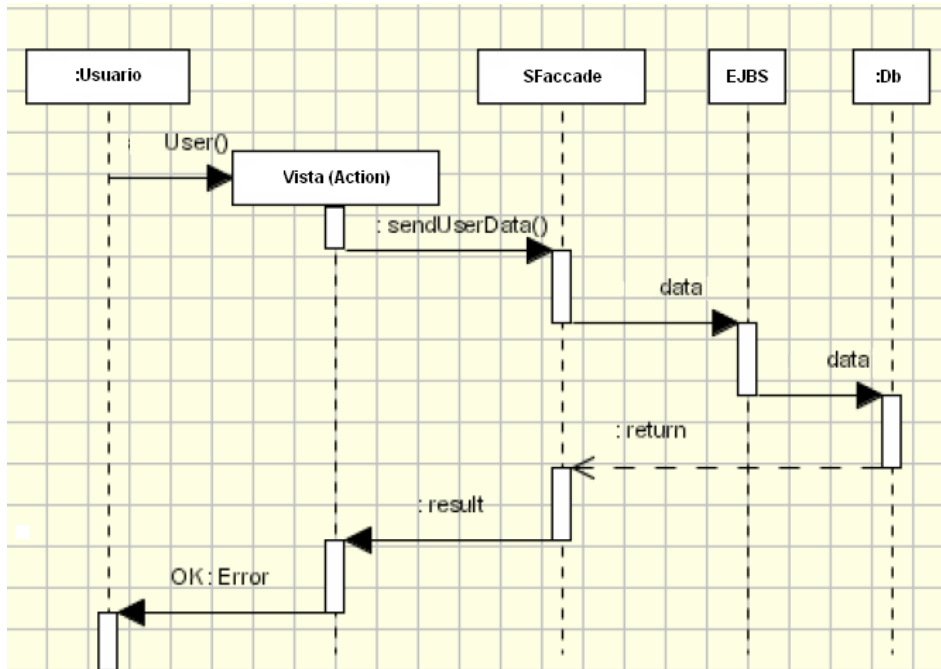 :Usuario
SFaccade
EJBS
:Db
: User()
Vista (Action)
: sendUserData()
data
data
: return
: result
OK : Error